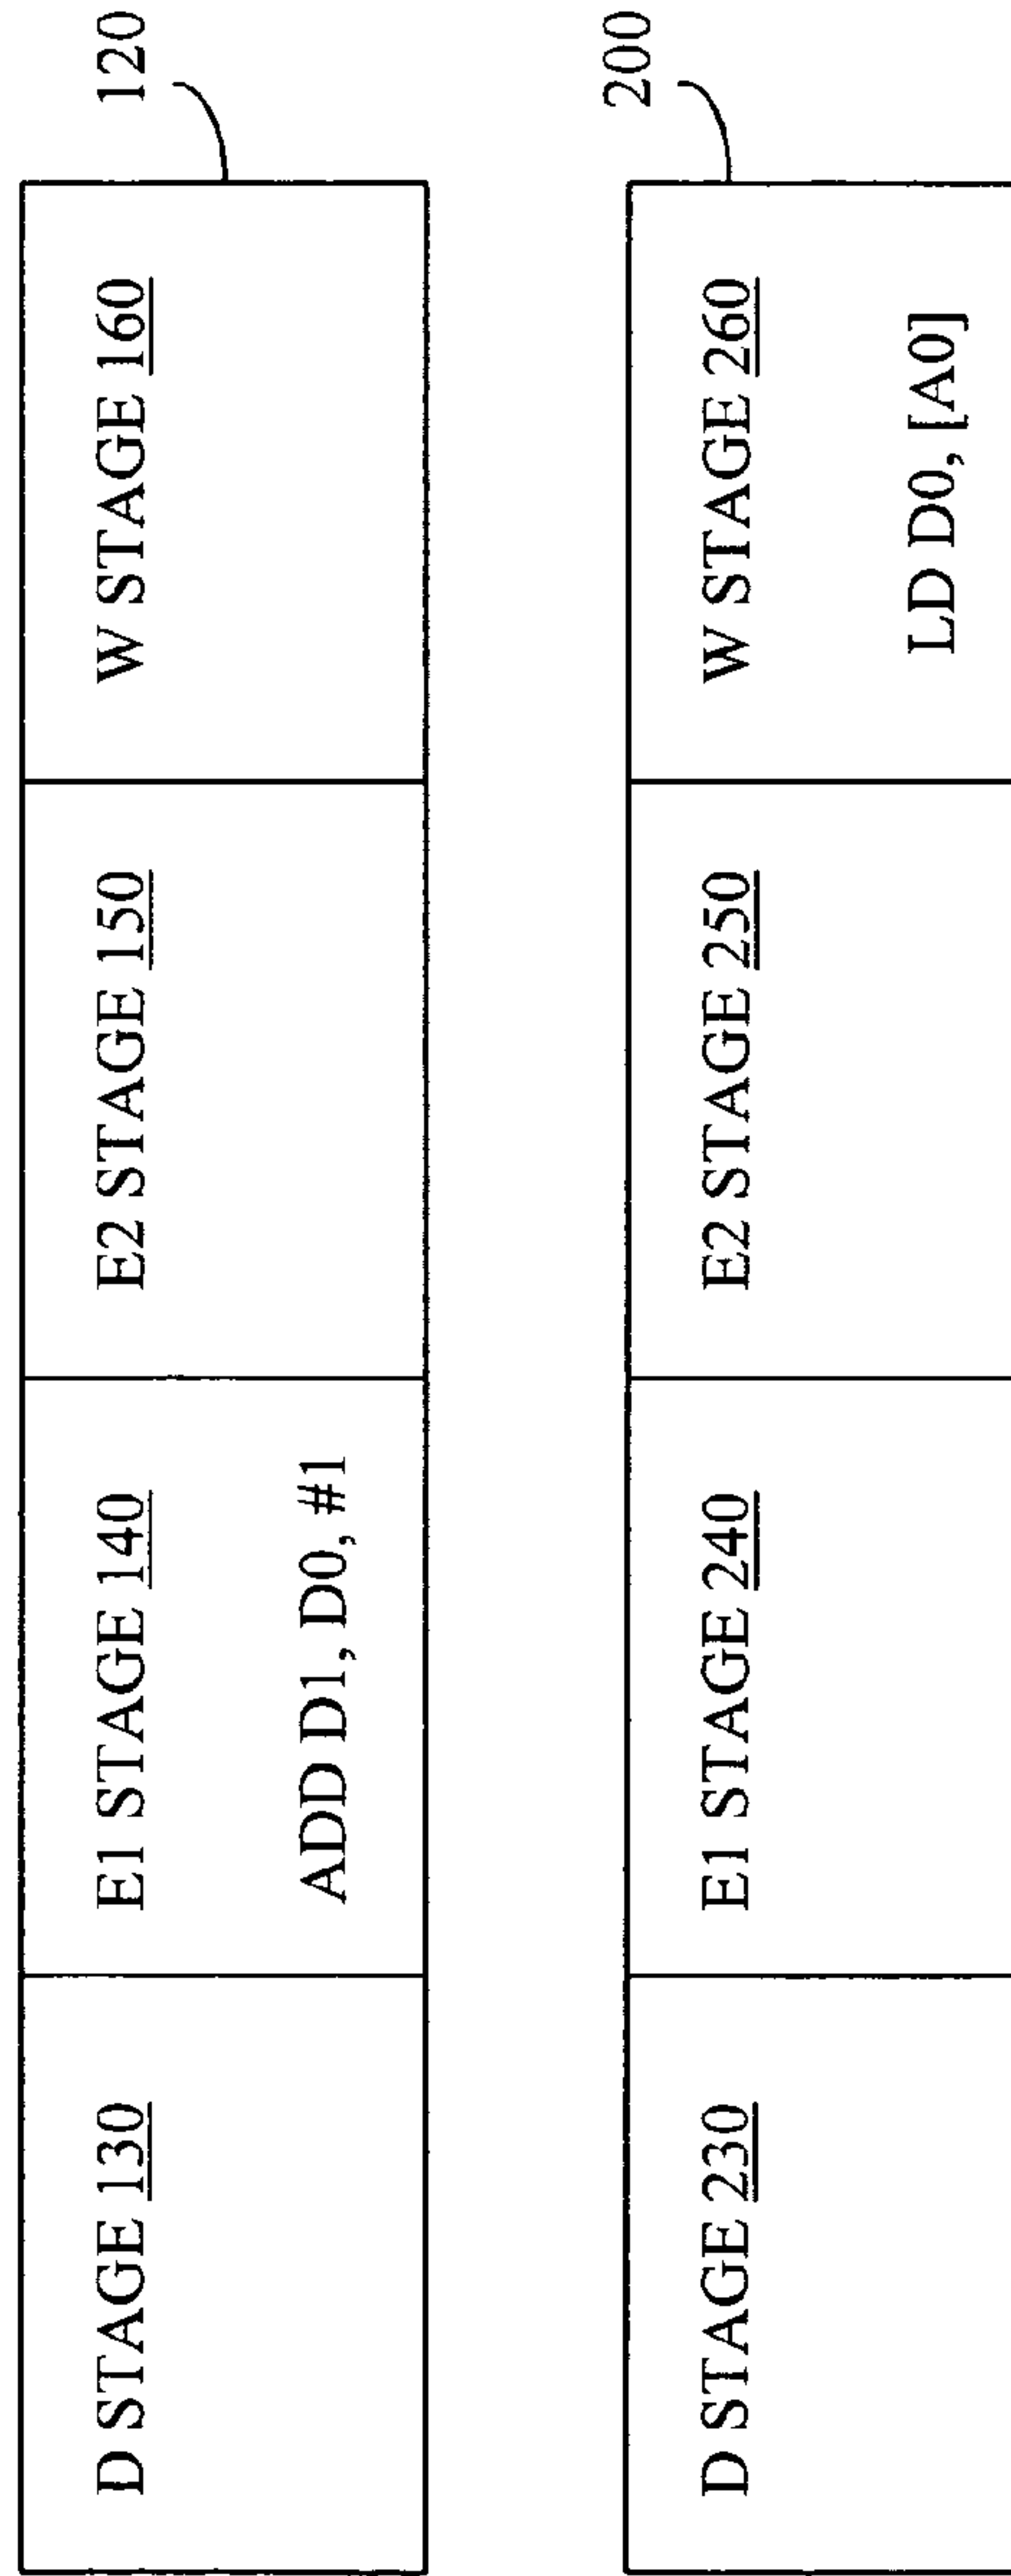 120
D STAGE 130
E1 STAGE 140
E2 STAGE 150
W STAGE 160
ADD D1, D0, #1
200
D STAGE 230
E1 STAGE 240
E2 STAGE 250
W STAGE 260
LD D0, [A0]